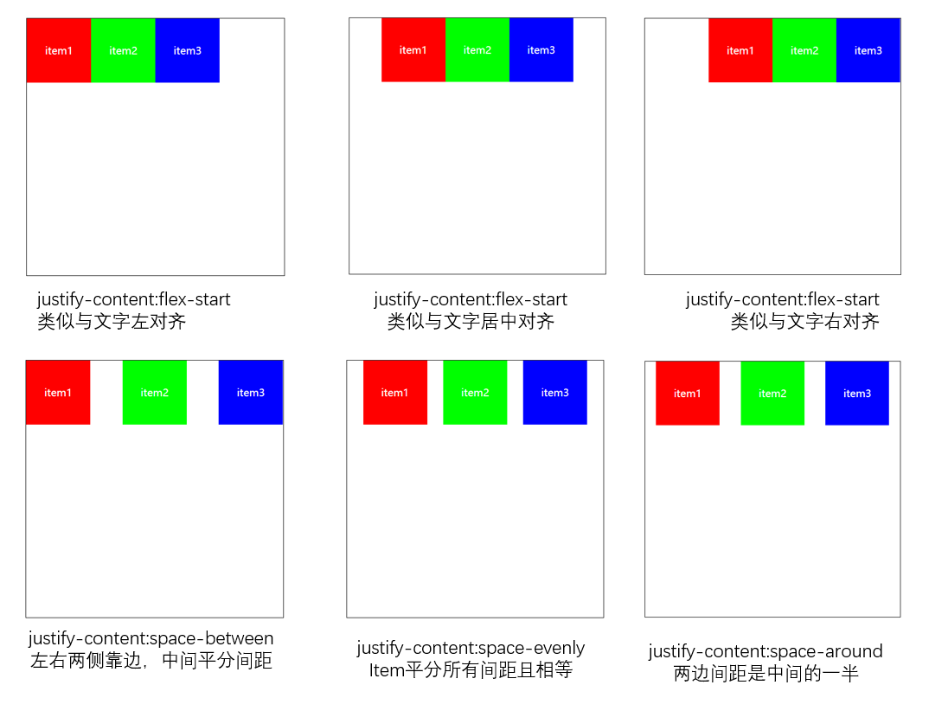 item1 item2 item3
item1 item2 item3
item1 item2 item3
justify-content:flex-start
类似与文字左对齐
justify-content:flex-start
类似与文字居中对齐
justify-content:flex-start
类似与文字右对齐
item1 item2 item3
item1 item2 item3
item1 item2 item3
justify-content:space-between
左右两侧靠边，中间平分间距
justify-content:space-evenly
Item平分所有间距且相等
justify-content:space-around
两边间距是中间的一半